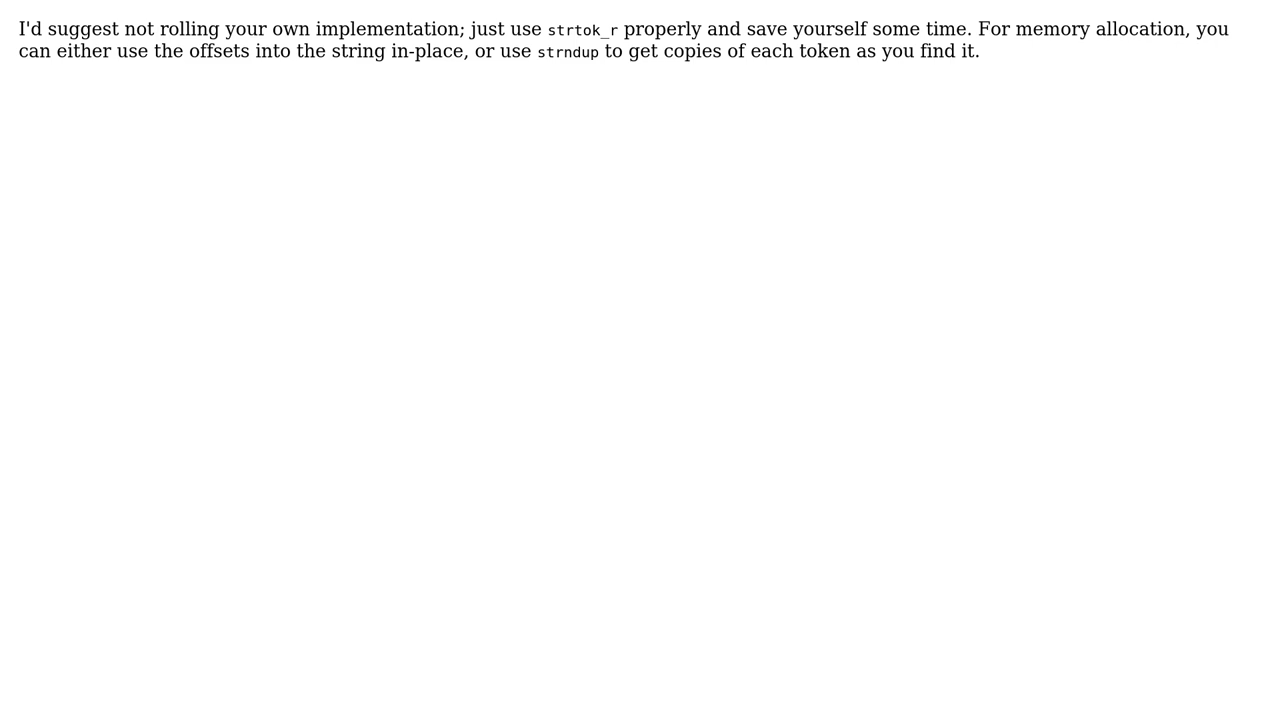 I'd suggest not rolling your own implementation; just use strtok_r properly and save yourself some time. For memory allocation, you
can either use the offsets into the string in-place, or use strndup to get copies of each token as you find it.